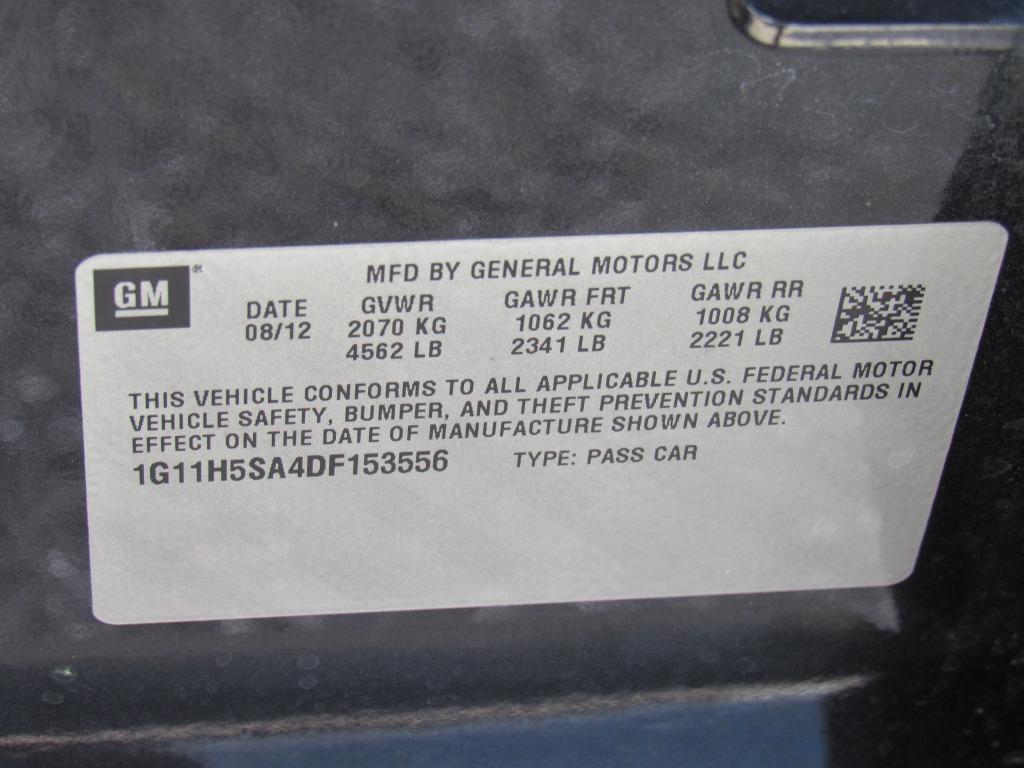 GM ®
MFD BY GENERAL MOTORS LLC
DATE GVWR GAWR FRT GAWR RR
08/12 2070 KG 1062 KG 1008 KG
4562 LB 2341 LB 2221 LB
THIS VEHICLE CONFORMS TO ALL APPLICABLE U.S. FEDERAL MOTOR
VEHICLE SAFETY, BUMPER, AND THEFT PREVENTION STANDARDS IN
EFFECT ON THE DATE OF MANUFACTURE SHOWN ABOVE.
1G11H5SA4DF153556 TYPE: PASS CAR